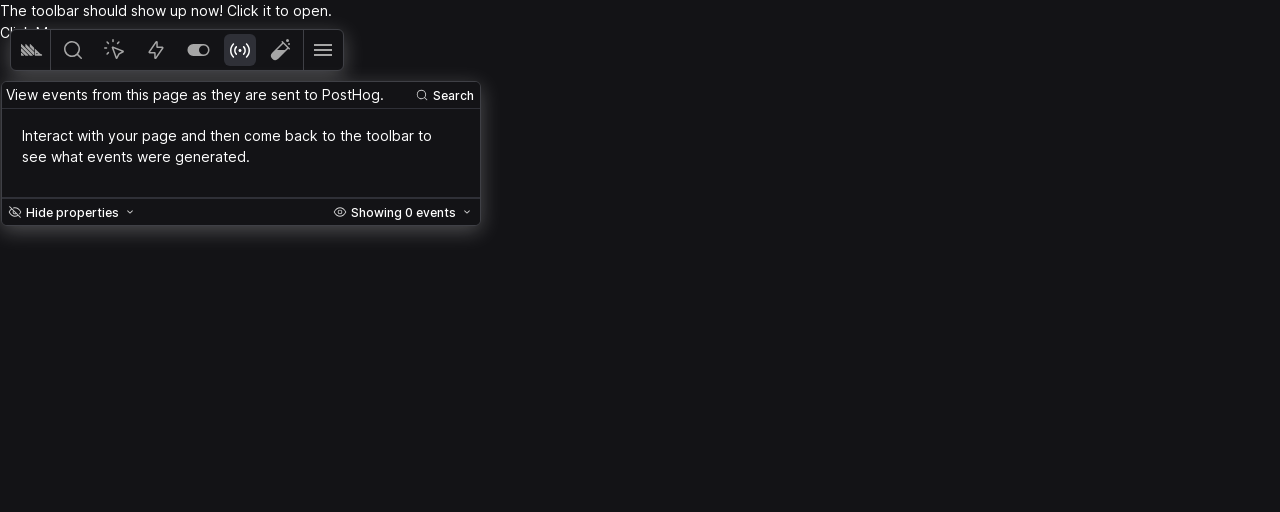 The toolbar should show up now! Click it to open.
View events from this page as they are sent to PostHog.
Search
Interact with your page and then come back to the toolbar to
see what events were generated.
Hide properties
Showing 0 events